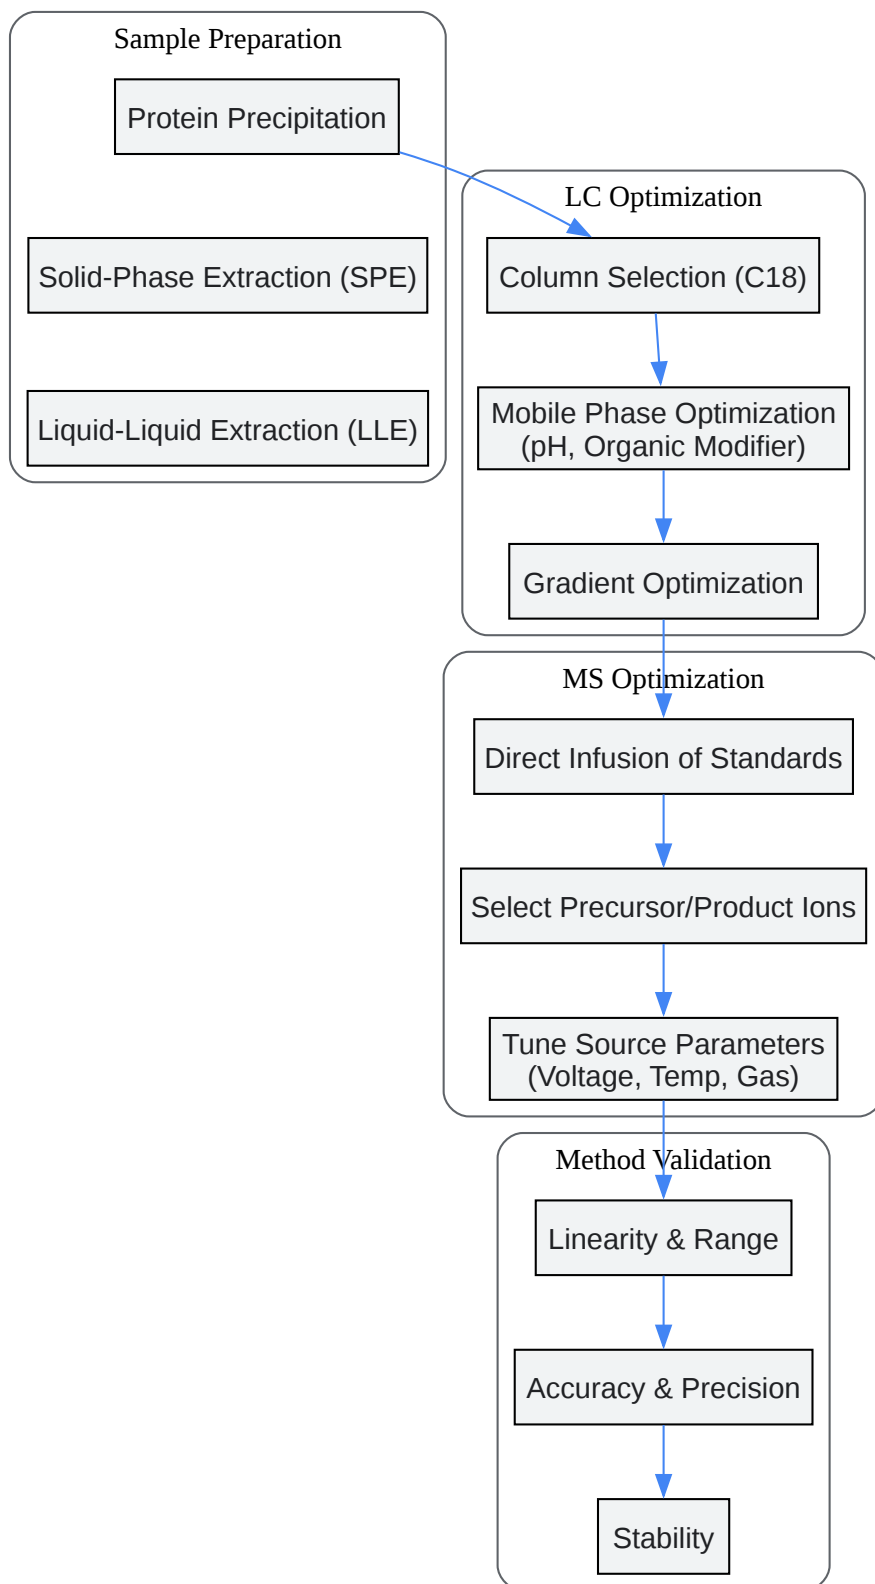 Sample Preparation
Protein Precipitation
Solid-Phase Extraction (SPE)
Liquid-Liquid Extraction (LLE)
LC Optimization
Column Selection (C18)
Mobile Phase Optimization
(pH, Organic Modifier)
Gradient Optimization
MS Optimization
Direct Infusion of Standards
Select Precursor/Product Ions
Tune Source Parameters
(Voltage, Temp, Gas)
Method Validation
Linearity & Range
Accuracy & Precision
Stability